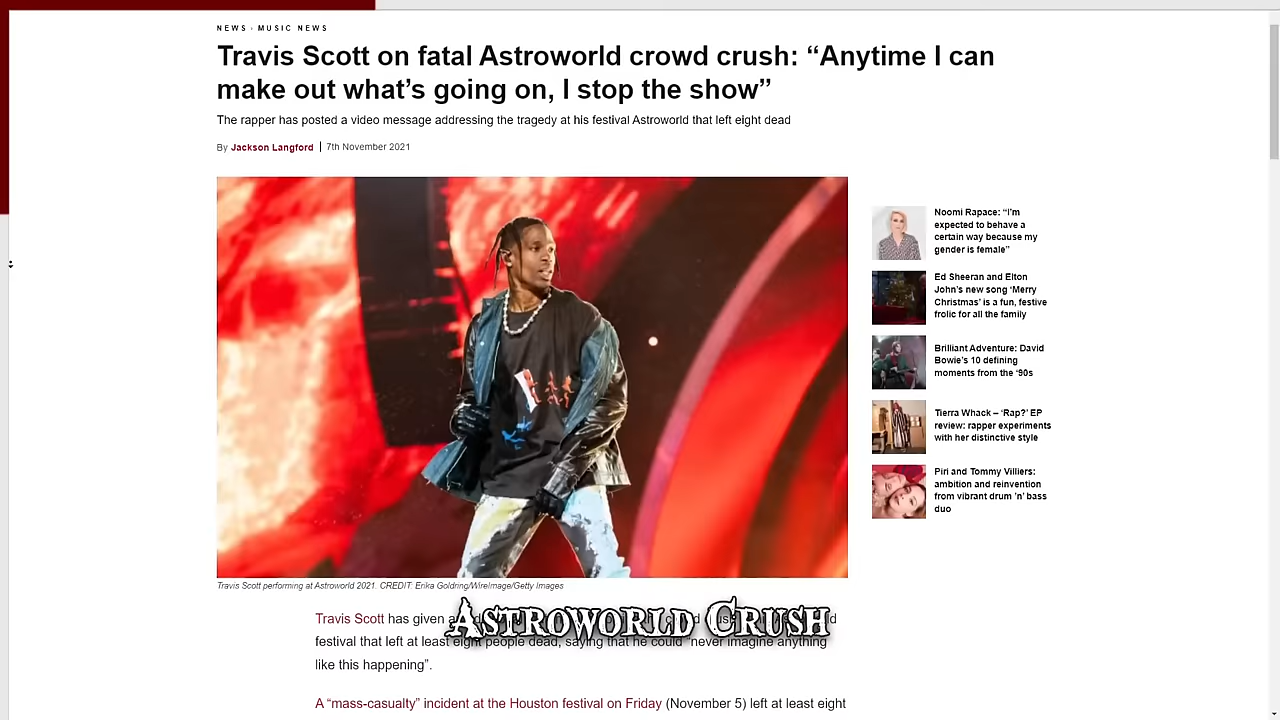 NEWS · MUSIC NEWS
Travis Scott on fatal Astroworld crowd crush: “Anytime I can
make out what’s going on, I stop the show”
The rapper has posted a video message addressing the tragedy at his festival Astroworld that left eight dead
By Jackson Langford | 7th November 2021
Noomi Rapace: “I’m
expected to behave a
certain way because my
gender is female”
Ed Sheeran and Elton
John’s new song ‘Merry
Christmas’ is a fun, festive
frolic for all the family
Brilliant Adventure: David
Bowie’s 10 defining
moments from the ‘90s
Tierra Whack – ‘Rap?’ EP
review: rapper experiments
with her distinctive style
Piri and Tommy Villiers:
ambition and reinvention
from vibrant drum ’n’ bass
duo
Travis Scott performing at Astroworld 2021. CREDIT: Erika Goldring/WireImage/Getty Images
Astroworld Crush
Travis Scott has given
festival that left at least eight people dead, saying that he could “never imagine anything
like this happening”.
A “mass-casualty” incident at the Houston festival on Friday (November 5) left at least eight